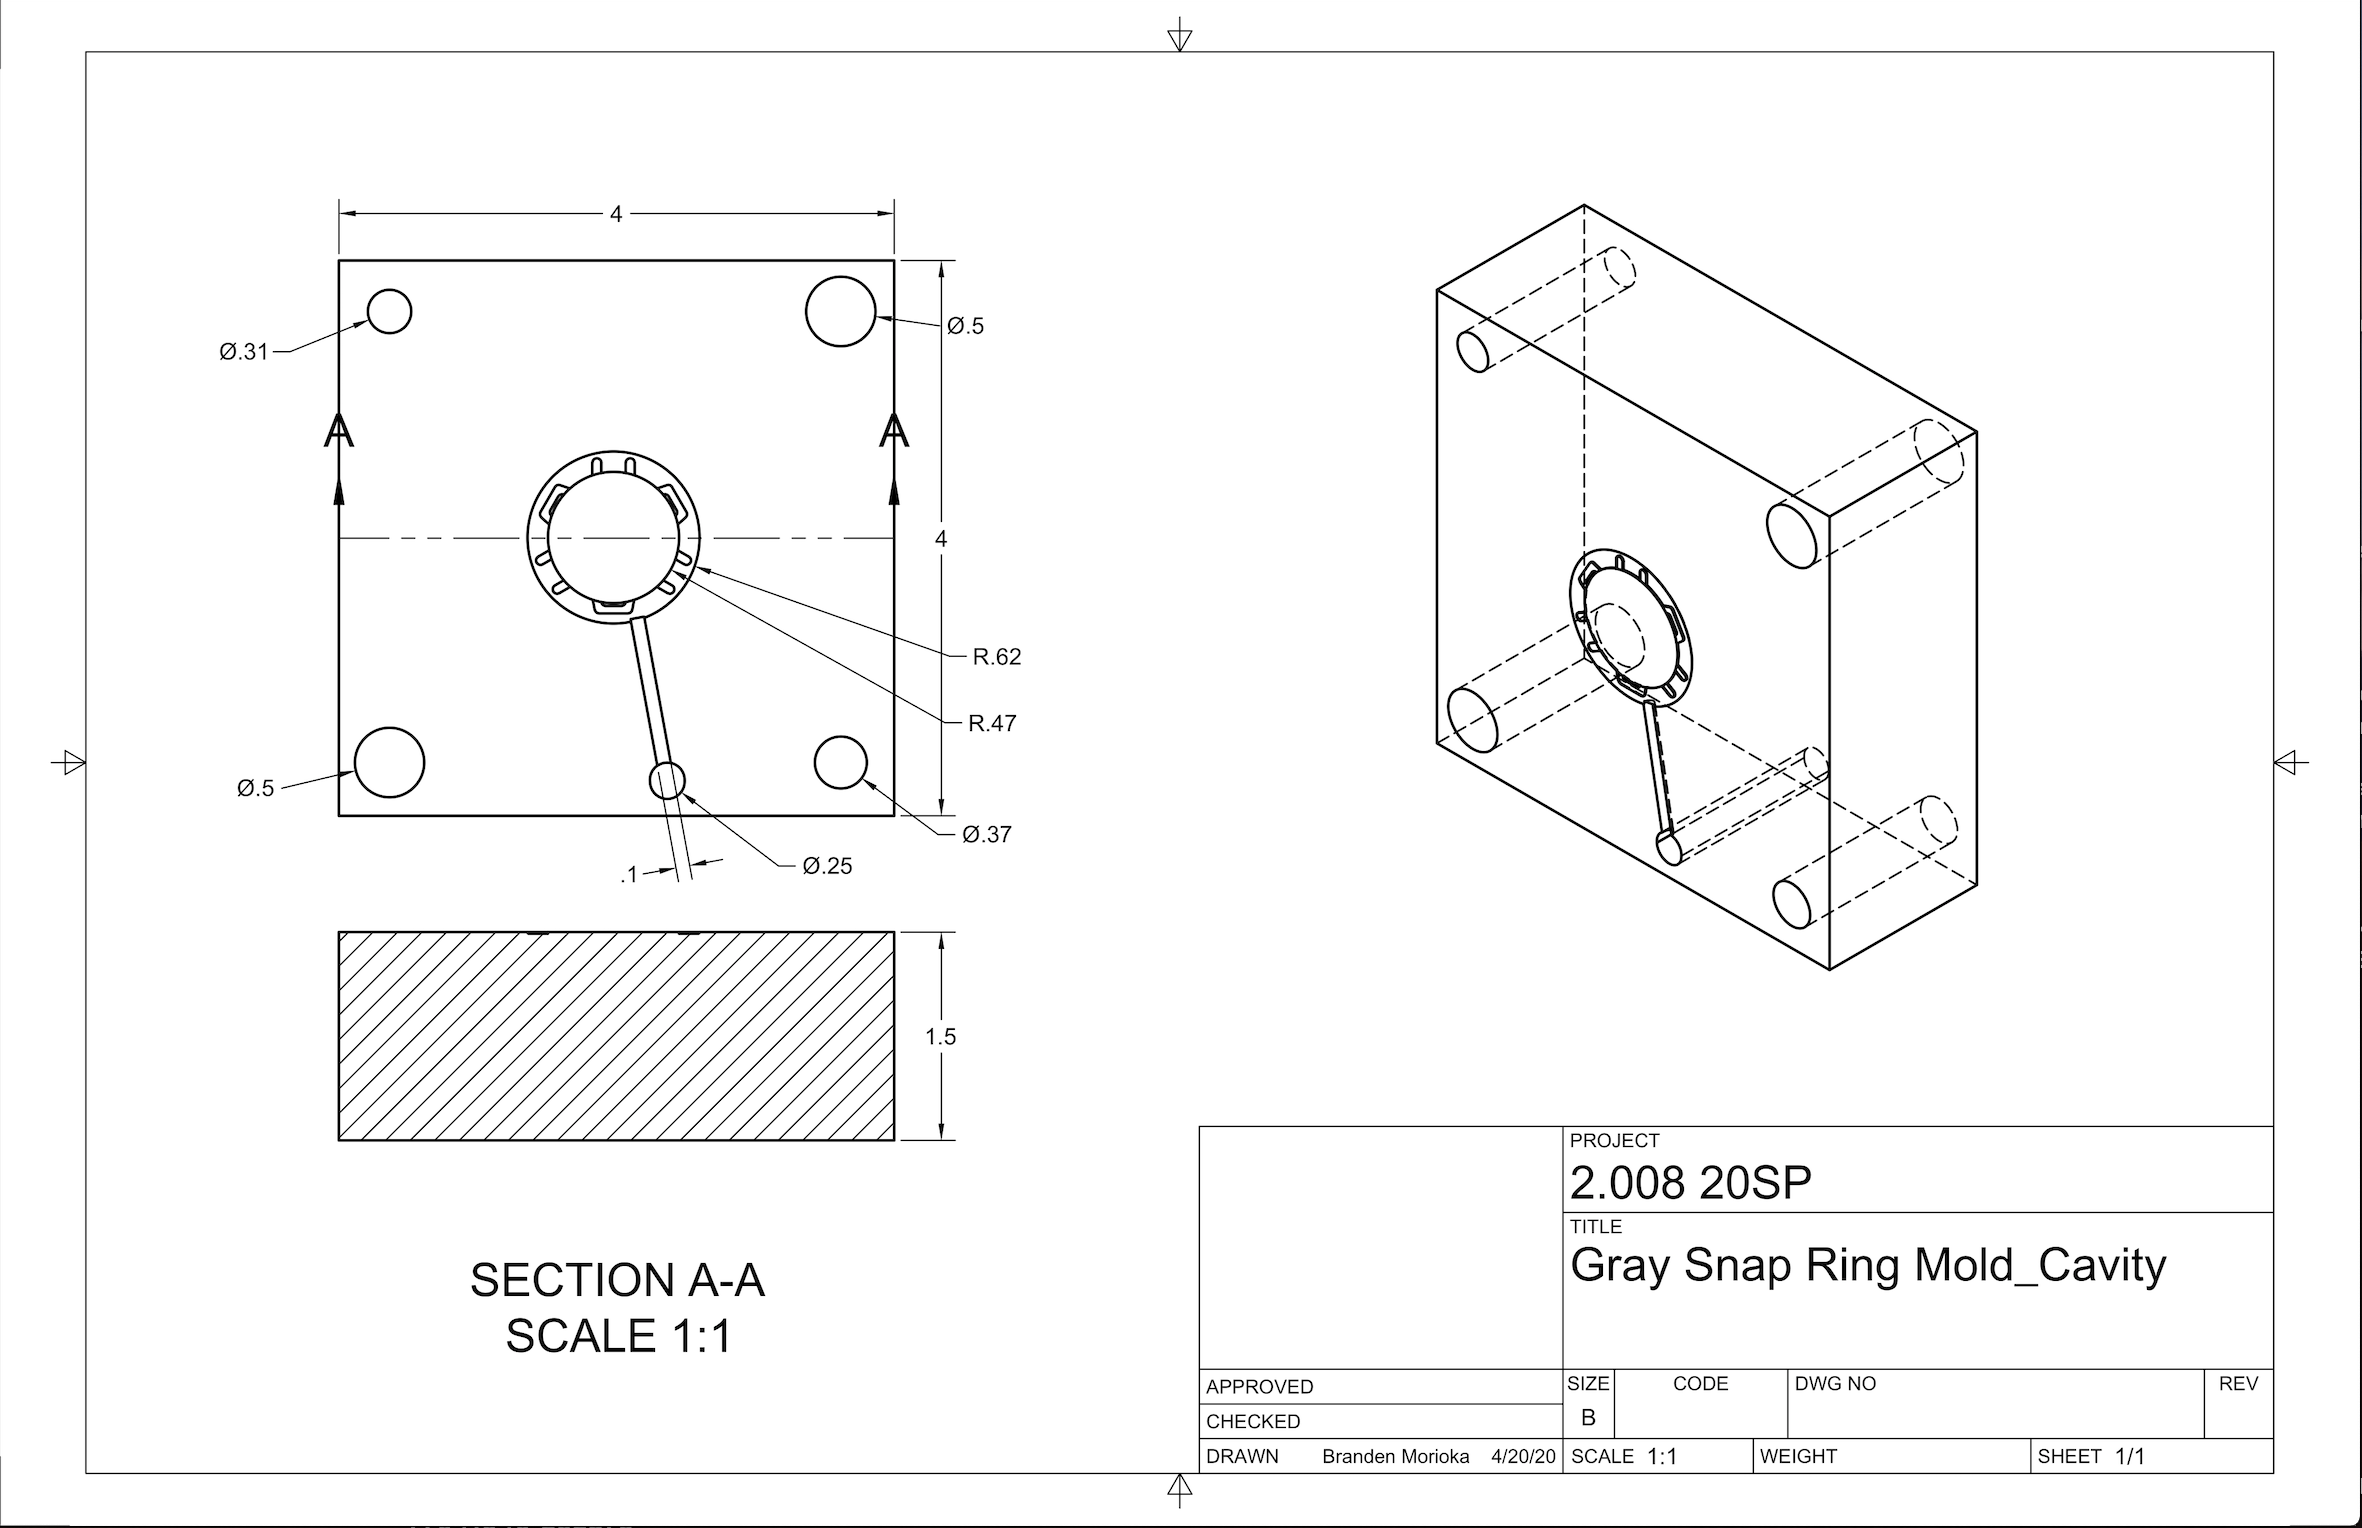 4
Ø.31
Ø.5
A A
4
R.62
R.47
Ø.5
Ø.37
.1
Ø.25
1.5
SECTION A-A
SCALE 1:1
PROJECT
2.008 20SP
TITLE
Gray Snap Ring Mold_Cavity
APPROVED
CHECKED
DRAWN Branden Morioka 4/20/20
SIZE CODE DWG NO REV
B
SCALE 1:1 WEIGHT SHEET 1/1